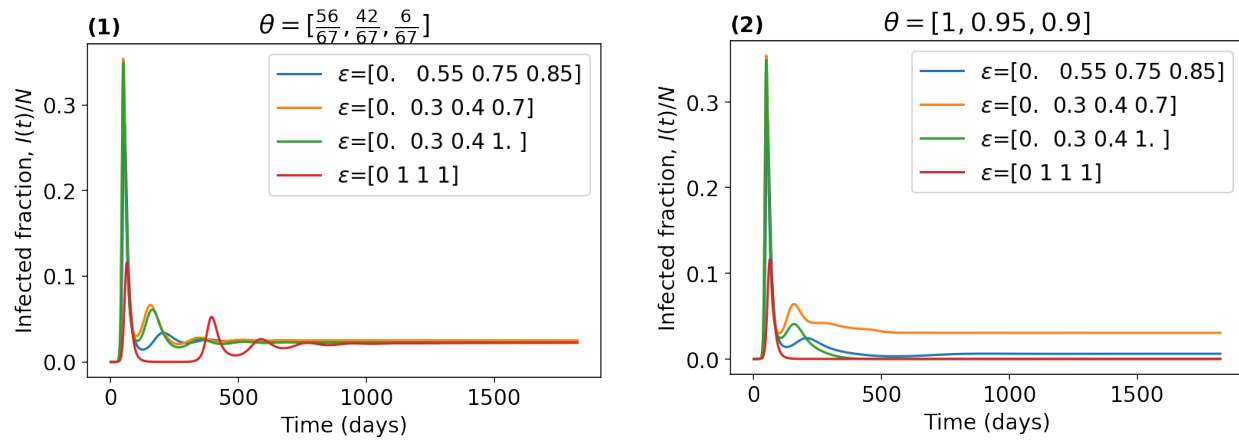 (1) θ = [56/67, 42/67, 6/67]
ε=[0. 0.55 0.75 0.85]
ε=[0. 0.3 0.4 0.7]
ε=[0. 0.3 0.4 1. ]
ε=[0 1 1 1]
Infected fraction, I(t)/N
0.3
0.2
0.1
0.0
0 500 1000 1500
Time (days)
(2) θ = [1, 0.95, 0.9]
ε=[0. 0.55 0.75 0.85]
ε=[0. 0.3 0.4 0.7]
ε=[0. 0.3 0.4 1. ]
ε=[0 1 1 1]
Infected fraction, I(t)/N
0.3
0.2
0.1
0.0
0 500 1000 1500
Time (days)